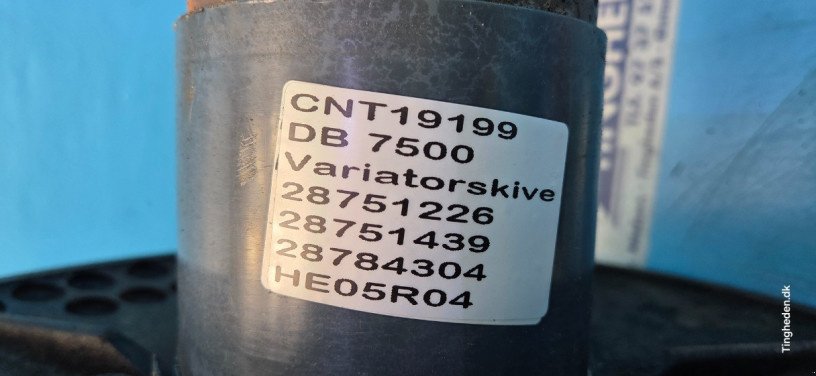 CNT19199
DB 7500
Variatorskive
28751226
28751439
28784304
HE05R04
Tingheden.dk